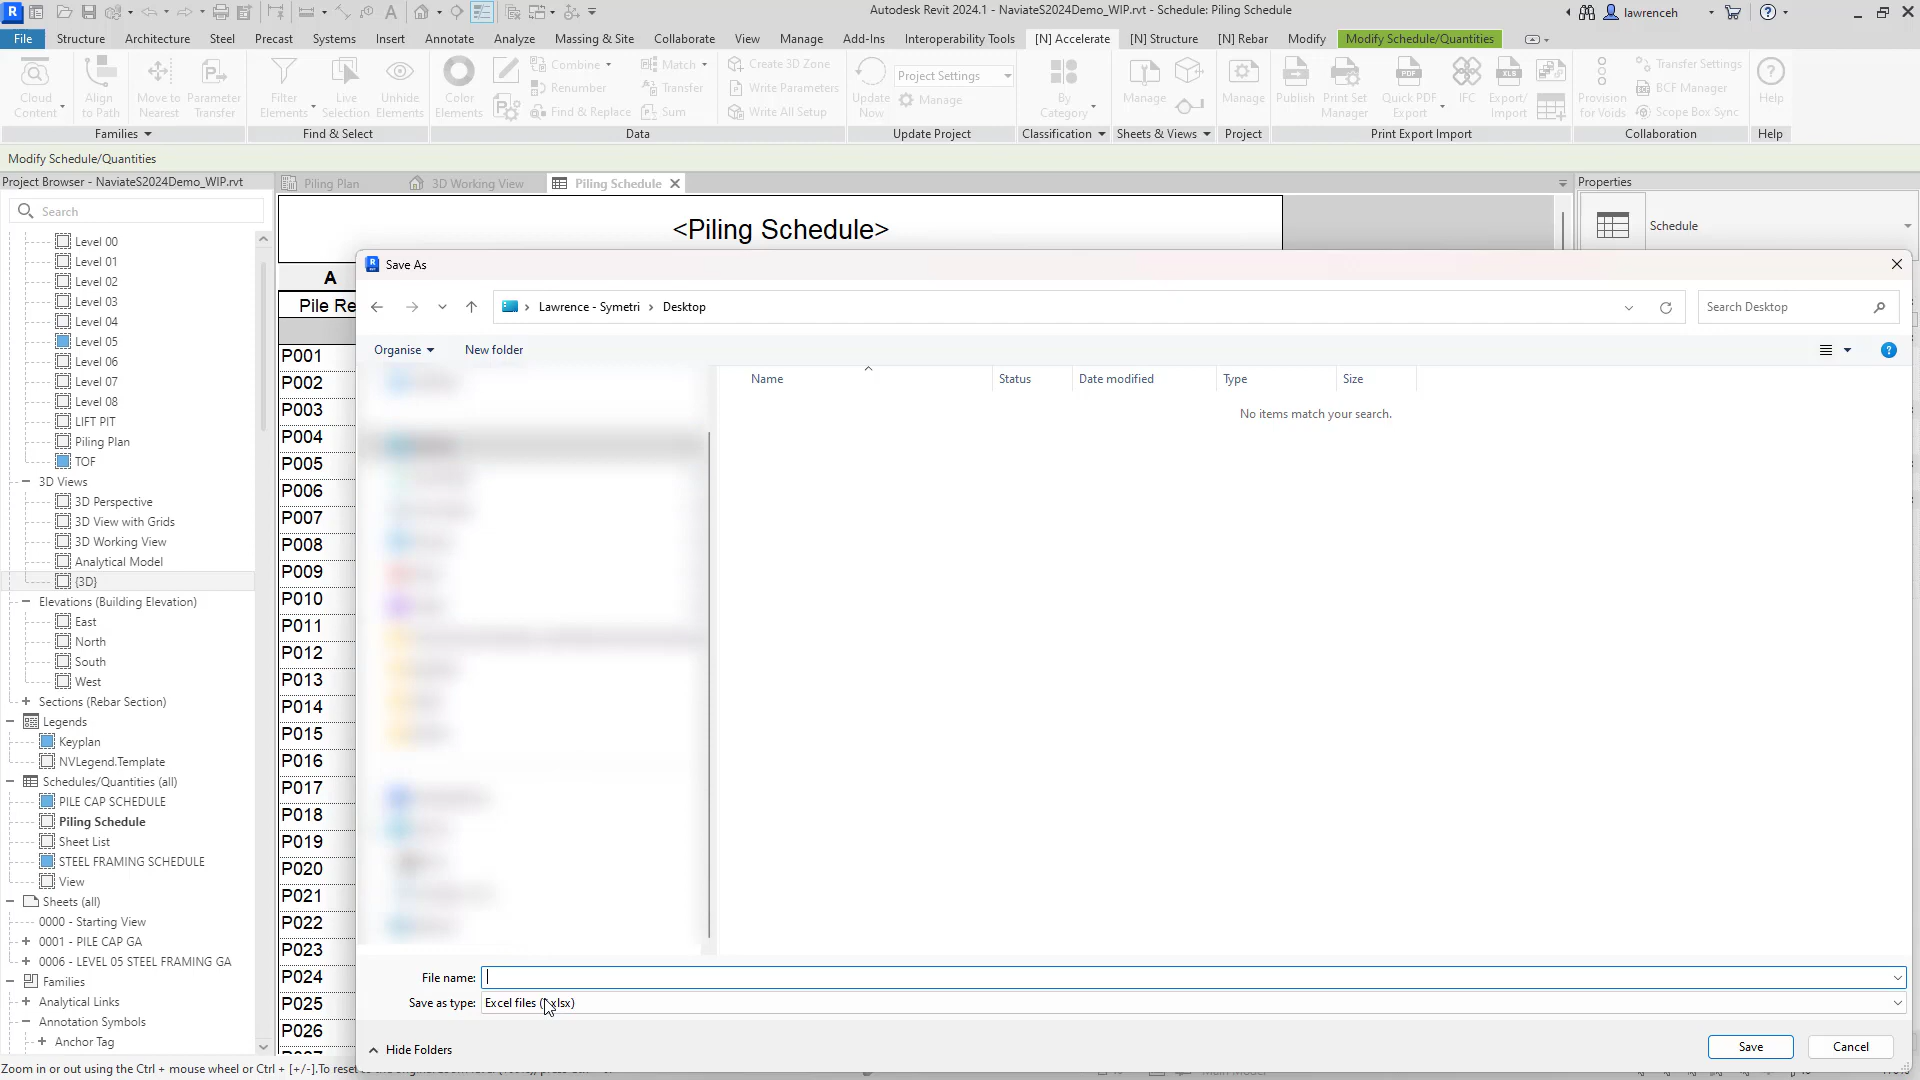 Autodesk Revit 2024.1 - NaviateS2024Demo_WIP.rvt - Schedule: Piling Schedule
lawrenceh
File Structure Architecture Steel Precast Systems Insert Annotate Analyze Massing & Site Collaborate View Manage Add-Ins Interoperability Tools [N] Accelerate [N] Structure [N] Rebar Modify Modify Schedule/Quantities
Cloud Content
Align to Path
Move to Nearest
Parameter Transfer
Filter Elements
Live Selection
Unhide Elements
Color Elements
Combine
Renumber
Find & Replace
Match
Transfer
Sum
Create 3D Zone
Write Parameters
Write All Setup
Update Now
Project Settings
Manage
By Category
Manage
Manage
Publish
Print Set Manager
Quick PDF Export
IFC
Export/ Import
Provision for Voids
Transfer Settings
BCF Manager
Scope Box Sync
Help
Families Find & Select Data Update Project Classification Sheets & Views Project Print Export Import Collaboration Help
Modify Schedule/Quantities
Project Browser - NaviateS2024Demo_WIP.rvt
Search
Level 00
Level 01
Level 02
Level 03
Level 04
Level 05
Level 06
Level 07
Level 08
LIFT PIT
Piling Plan
TOF
3D Views
3D Perspective
3D View with Grids
3D Working View
Analytical Model
{3D}
Elevations (Building Elevation)
East
North
South
West
Sections (Rebar Section)
Legends
Keyplan
NVLegend.Template
Schedules/Quantities (all)
PILE CAP SCHEDULE
Piling Schedule
Sheet List
STEEL FRAMING SCHEDULE
View
Sheets (all)
0000 - Starting View
0001 - PILE CAP GA
0006 - LEVEL 05 STEEL FRAMING GA
Families
Analytical Links
Annotation Symbols
Anchor Tag
Piling Plan 3D Working View Piling Schedule
<Piling Schedule>
A
Pile Re
P001
P002
P003
P004
P005
P006
P007
P008
P009
P010
P011
P012
P013
P014
P015
P016
P017
P018
P019
P020
P021
P022
P023
P024
P025
P026
Properties
Schedule
Save As
Lawrence - Symetri > Desktop
Search Desktop
Organise New folder
Name Status Date modified Type Size
No items match your search.
File name:
Save as type: Excel files (*.xlsx)
Hide Folders
Save Cancel
Zoom in or out using the Ctrl + mouse wheel or Ctrl + [+/-].To reset